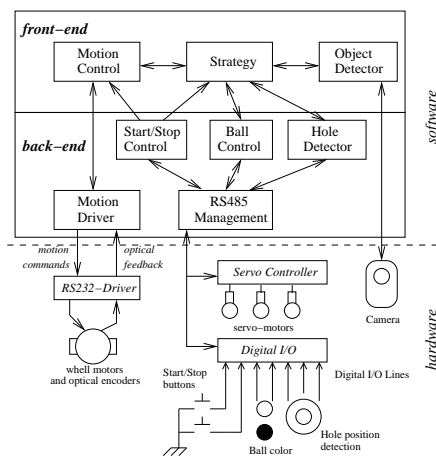 front-end
Motion
Control
Strategy
Object
Detector
software
back-end
Start/Stop
Control
Ball
Control
Hole
Detector
Motion
Driver
RS485
Management
motion
commands
optical
feedback
RS232-Driver
Servo Controller
servo-motors
Camera
hardware
whell motors
and optical encoders
Digital I/O
Start/Stop
buttons
Digital I/O Lines
Ball color
Hole position
detection